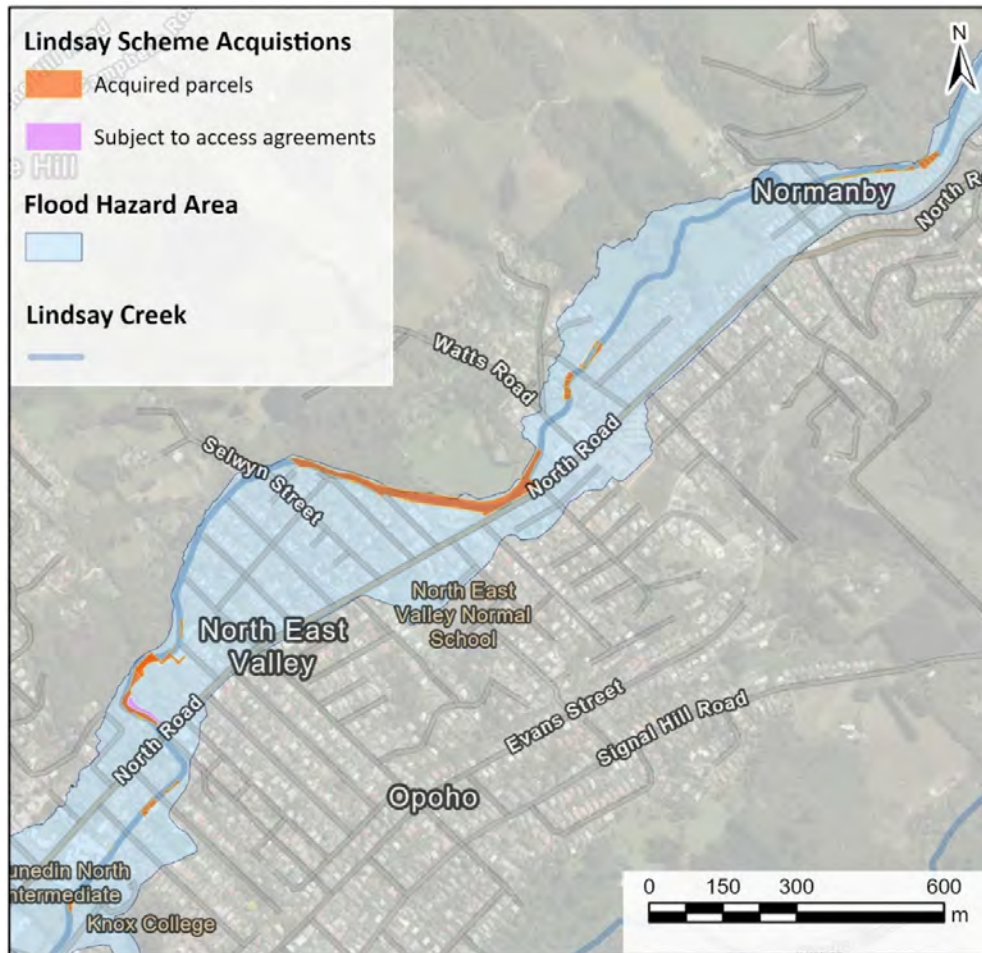 Lindsay Scheme Acquistions
Acquired parcels
Subject to access agreements
Flood Hazard Area
Lindsay Creek
N
Normanby
North R
Watts Road
North Road
Selwyn Street
North East
Valley Normal
School
North East
Valley
North Road
Evans Street
Signal Hill Road
Opoho
unedin North
ntermediate
Knox College
0 150 300 600
m
e Hill
Campbell